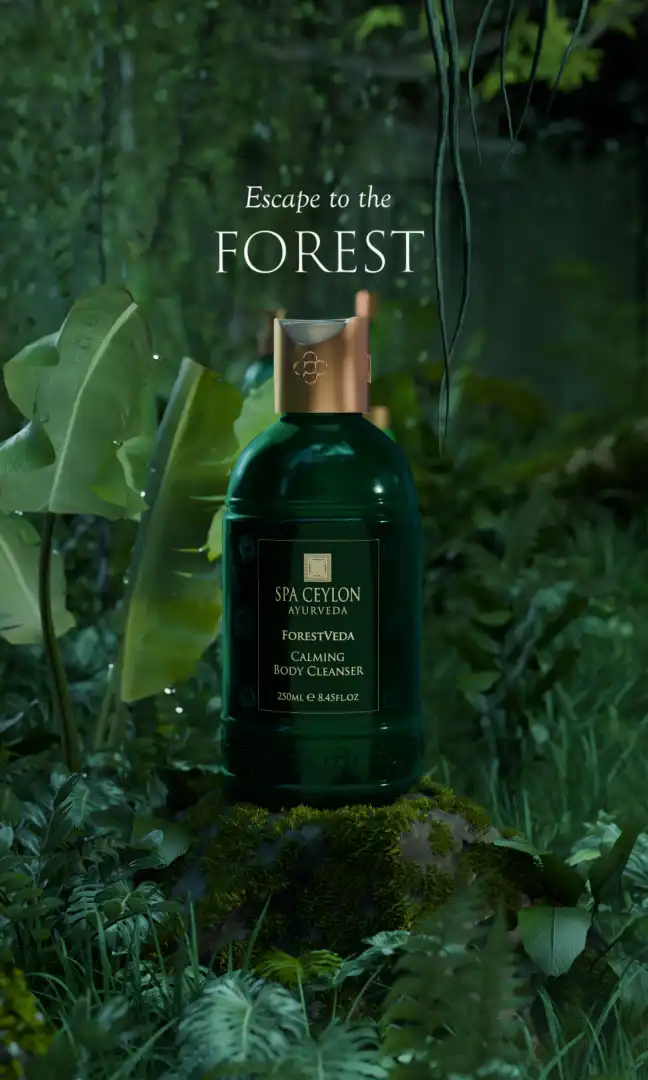 Escape to the
FOREST
SPA CEYLON
AYURVEDA
FORESTVEDA
CALMING
BODY CLEANSER
250ML ℮ 8.45FL.OZ